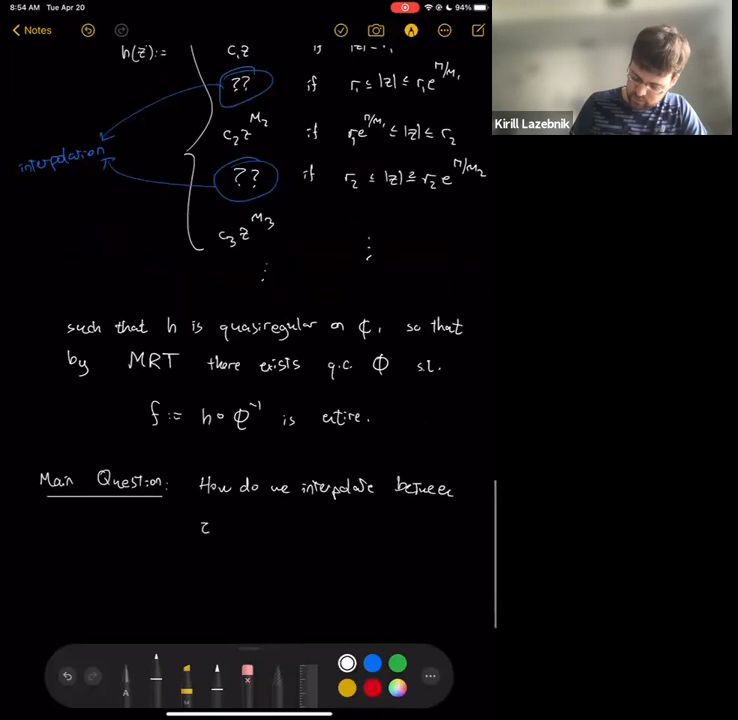 8:54 AM Tue Apr 20
94%
Notes
h(z) := c₁z if |z| ≤ r₁
?? if r₁ ≤ |z| ≤ r₁e^{π/M₁}
c₂z^{M₂} if r₁e^{π/M₁} ≤ |z| ≤ r₂
interpolation
?? if r₂ ≤ |z| ≤ r₂e^{π/M₂}
c₃z^{M₃} ⋮
⋮
such that h is quasiregular on ℂ, so that
by MRT there exists q.c. Φ s.t.
f := h∘Φ⁻¹ is entire.
Main Question: How do we interpolate between
z
A
Kirill Lazebnik